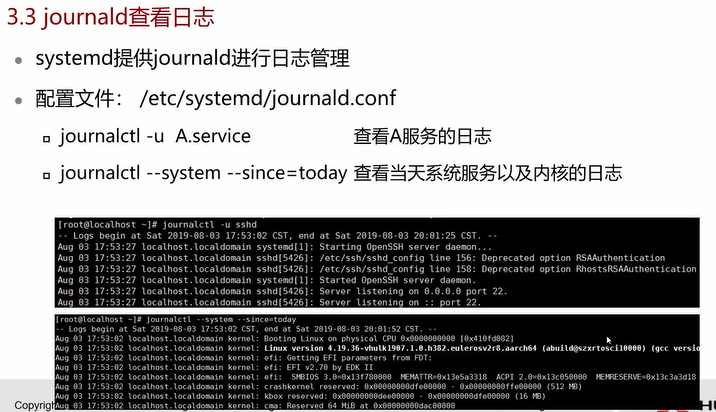 3.3 journald查看日志
systemd提供journald进行日志管理
配置文件： /etc/systemd/journald.conf
journalctl -u A.service 查看A服务的日志
journalctl --system --since=today 查看当天系统服务以及内核的日志
[root@localhost ~]# journalctl -u sshd
-- Logs begin at Sat 2019-08-03 17:53:02 CST, end at Sat 2019-08-03 20:01:25 CST. --
Aug 03 17:53:27 localhost.localdomain systemd[1]: Starting OpenSSH server daemon...
Aug 03 17:53:27 localhost.localdomain sshd[5426]: /etc/ssh/sshd_config line 156: Deprecated option RSAAuthentication
Aug 03 17:53:27 localhost.localdomain sshd[5426]: /etc/ssh/sshd_config line 158: Deprecated option RhostsRSAAuthentication
Aug 03 17:53:27 localhost.localdomain systemd[1]: Started OpenSSH server daemon.
Aug 03 17:53:27 localhost.localdomain sshd[5426]: Server listening on 0.0.0.0 port 22.
Aug 03 17:53:27 localhost.localdomain sshd[5426]: Server listening on :: port 22.
[root@localhost ~]# journalctl --system --since=today
-- Logs begin at Sat 2019-08-03 17:53:02 CST, end at Sat 2019-08-03 20:01:52 CST. --
Aug 03 17:53:02 localhost.localdomain kernel: Booting Linux on physical CPU 0x0000000000 [0x410fd082]
Aug 03 17:53:02 localhost.localdomain kernel: Linux version 4.19.36-vhulk1907.1.0.h382.eulerosv2r8.aarch64 (abuild@szxrtosci10000) (gcc versio
Aug 03 17:53:02 localhost.localdomain kernel: efi: Getting EFI parameters from FDT:
Aug 03 17:53:02 localhost.localdomain kernel: efi: EFI v2.70 by EDK II
Aug 03 17:53:02 localhost.localdomain kernel: efi: SMBIOS 3.0=0x13f780000 MEMATTR=0x13e5a3318 ACPI 2.0=0x13c050000 MEMRESERVE=0x13c3a3d18
Aug 03 17:53:02 localhost.localdomain kernel: crashkernel reserved: 0x00000000dfe00000 - 0x00000000ffe00000 (512 MB)
Aug 03 17:53:02 localhost.localdomain kernel: kbox reserved: 0x00000000dee00000 - 0x00000000dfe00000 (16 MB)
Aug 03 17:53:02 localhost.localdomain kernel: cma: Reserved 64 MiB at 0x00000000dac00000